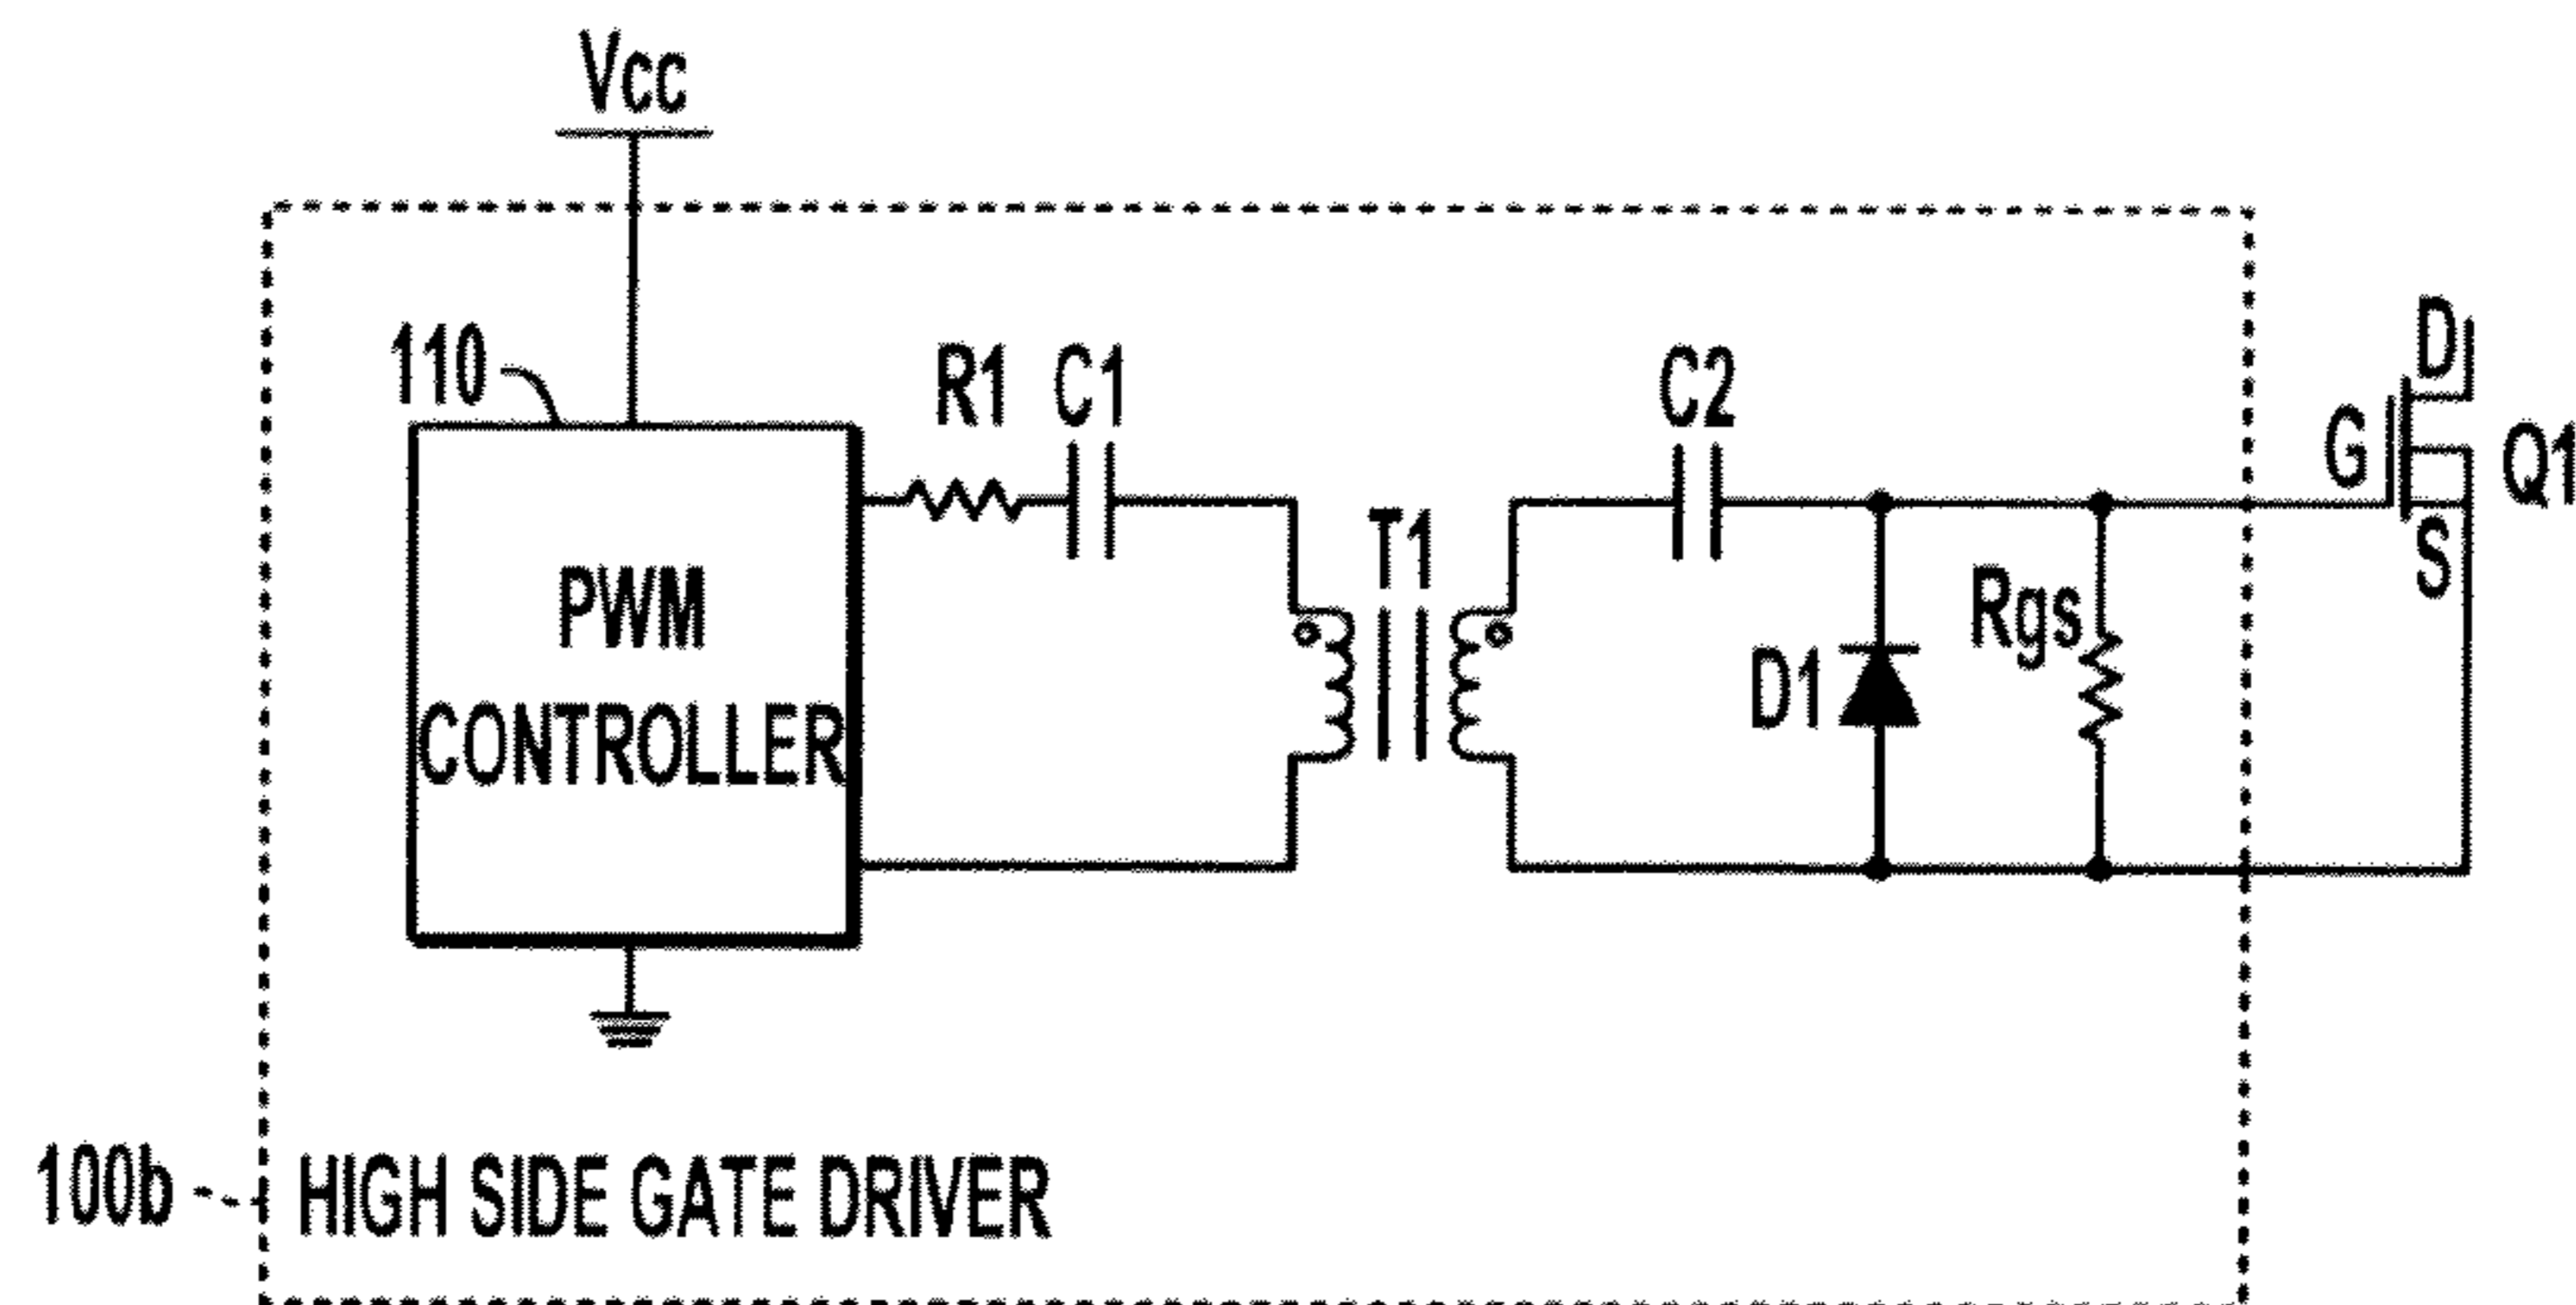 Vcc
110
R1
C1
C2
D
G
Q1
S
T1
PWM
CONTROLLER
D1
Rgs
100b
HIGH SIDE GATE DRIVER